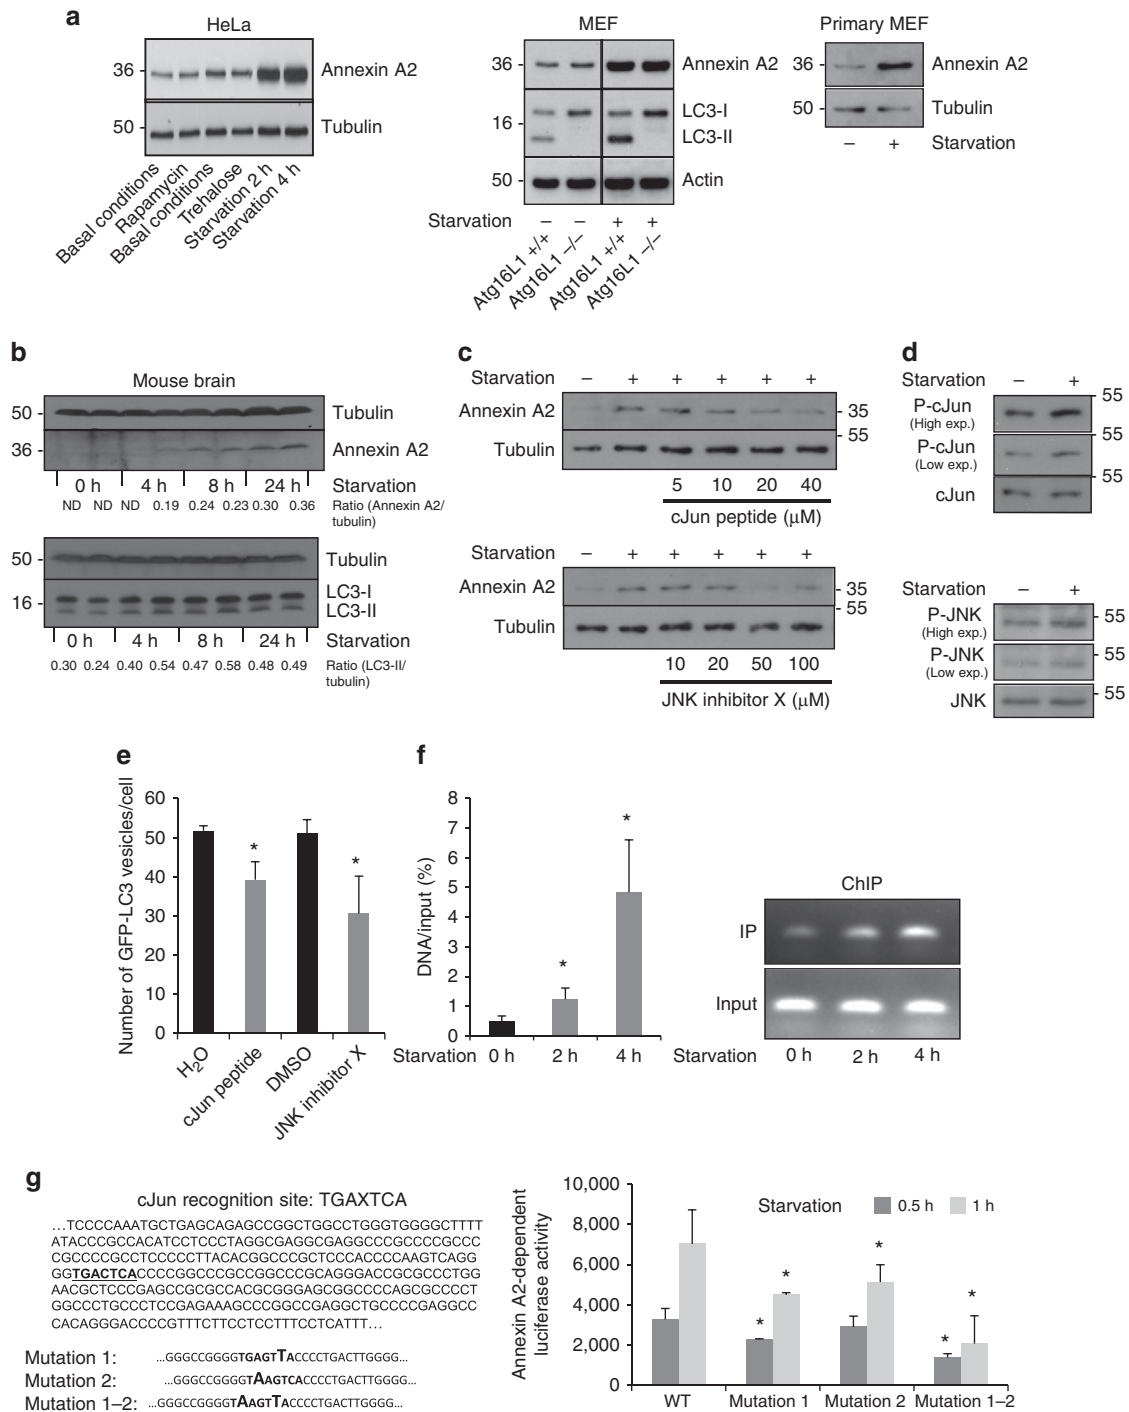 a
HeLa
36
Annexin A2
50
Tubulin
Basal conditions
Rapamycin
Basal conditions
Trehalose
Starvation 2 h
Starvation 4 h
MEF
36
Annexin A2
16
LC3-I
LC3-II
50
Actin
Starvation – – + +
Atg16L1 +/+
Atg16L1 –/–
Atg16L1 +/+
Atg16L1 –/–
Primary MEF
36
Annexin A2
50
Tubulin
– + Starvation
b
Mouse brain
50
Tubulin
36
Annexin A2
0 h 4 h 8 h 24 h Starvation
ND ND ND 0.19 0.24 0.23 0.30 0.36 Ratio (Annexin A2/
tubulin)
50
Tubulin
16
LC3-I
LC3-II
0 h 4 h 8 h 24 h Starvation
0.30 0.24 0.40 0.54 0.47 0.58 0.48 0.49 Ratio (LC3-II/
tubulin)
c
Starvation – + + + + +
Annexin A2
35
55
Tubulin
5 10 20 40
cJun peptide (μM)
Starvation – + + + + +
Annexin A2
35
55
Tubulin
10 20 50 100
JNK inhibitor X (μM)
d
Starvation – +
55
P-cJun
(High exp.)
55
P-cJun
(Low exp.)
55
cJun
Starvation – +
P-JNK
(High exp.)
55
P-JNK
(Low exp.)
55
JNK
55
e
Number of GFP-LC3 vesicles/cell
60
50
40
30
20
10
0
*
*
H2O
cJun peptide
DMSO
JNK inhibitor X
f
DNA/input (%)
8
7
6
5
4
3
2
1
0
*
*
Starvation 0 h 2 h 4 h
ChIP
IP
Input
Starvation 0 h 2 h 4 h
g
cJun recognition site: TGAXTCA
...TCCCCAAATGCTGAGCAGAGCCGGCTGGCCTGGGTGGGGCTTTT
ATACCCGCCACATCCTCCCTAGGCGAGGCGAGGCCCGCCCCGCCC
CGCCCCGCCTCCCCCTTACACGGCCCGCTCCCACCCCAAGTCAGG
GGTGACTCACCCCGGCCCGCCGGCCCGCAGGGACCGCGCCCTGG
AACGCTCCCGAGCCGCGCCACGCGGGAGCGGCCCCAGCGCCCCT
GGCCCTGCCCTCCGAGAAAGCCCGGCCGAGGCTGCCCCGAGGCC
CACAGGGACCCCGTTTCTTCCTCCTTTCCTCATTT...
Mutation 1: ...GGGCCGGGGTGAGTTACCCCTGACTTGGGG...
Mutation 2: ...GGGCCGGGGTAAGTCACCCCTGACTTGGGG...
Mutation 1–2: ...GGGCCGGGGTAAGTTACCCCTGACTTGGGG...
Annexin A2-dependent
luciferase activity
10,000
8,000
6,000
4,000
2,000
0
Starvation 0.5 h 1 h
*
*
*
*
*
WT Mutation 1 Mutation 2 Mutation 1–2